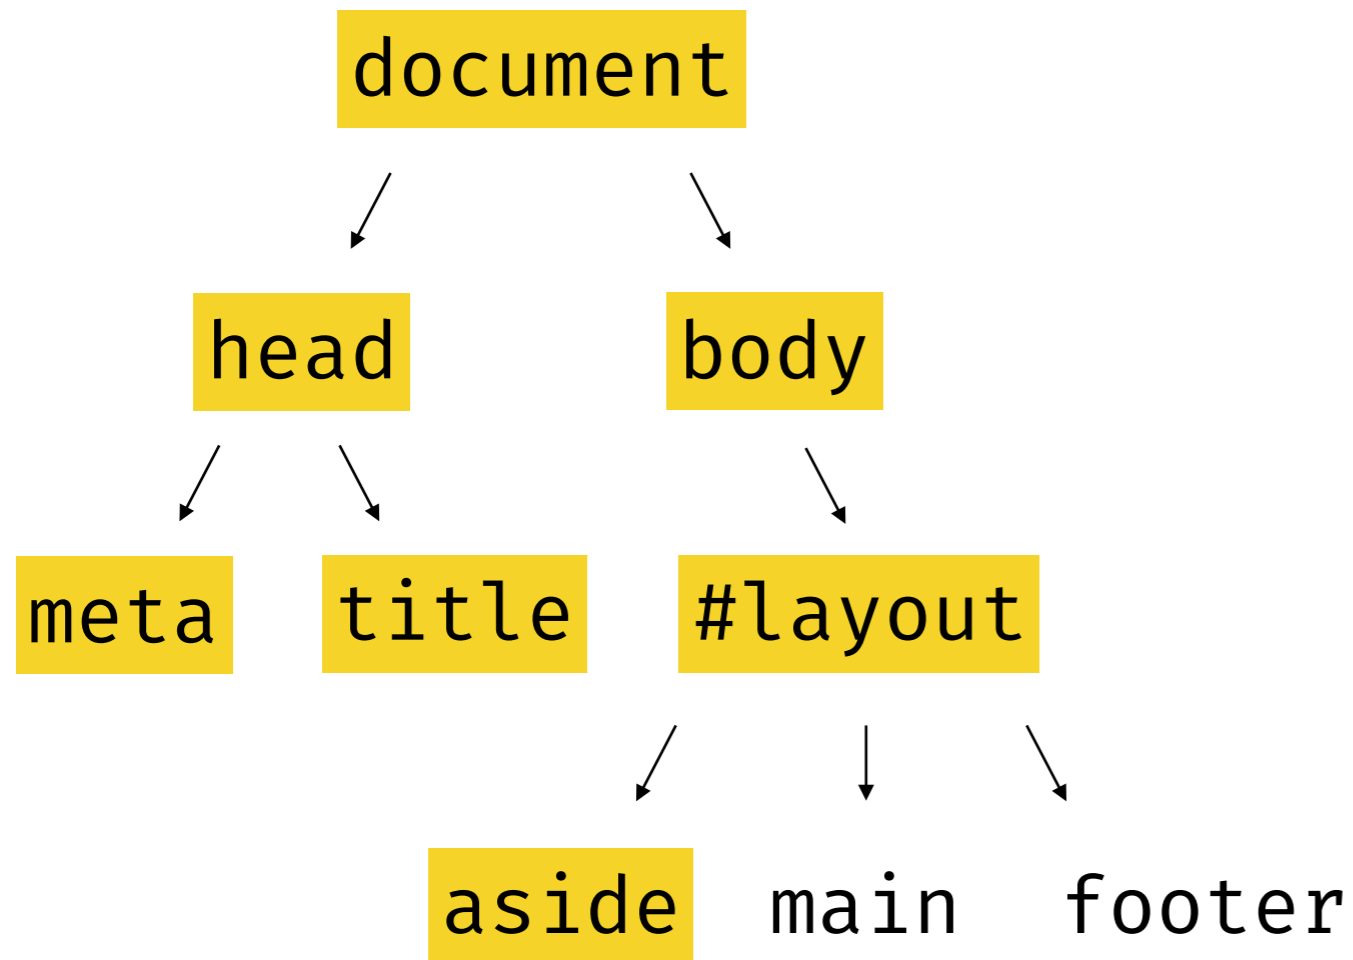 document
head body
meta title #layout
aside main footer